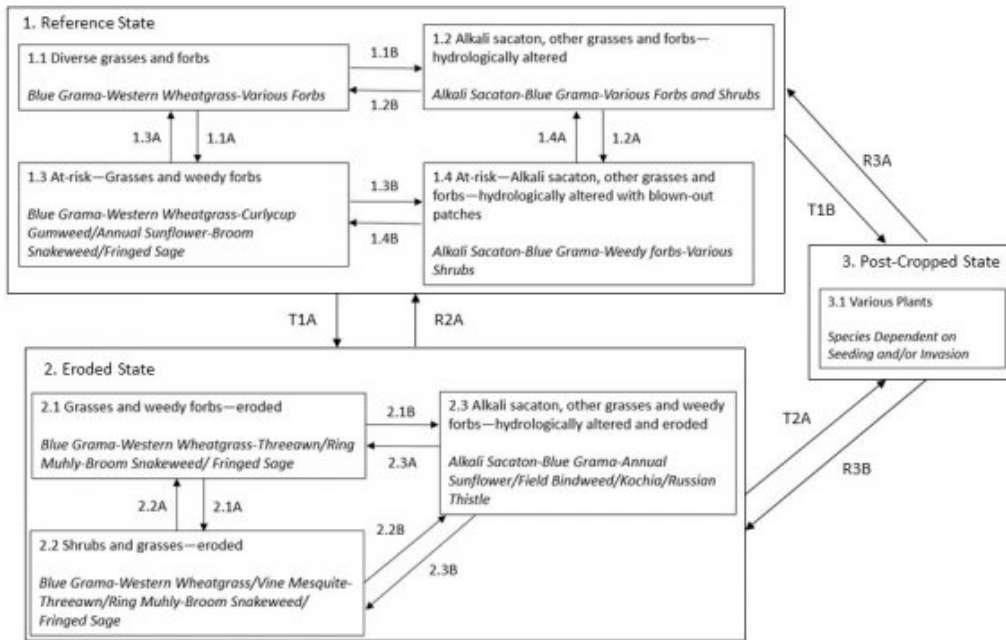 1. Reference State
1.1 Diverse grasses and forbs
Blue Grama-Western Wheatgrass-Various Forbs
1.1B
1.2B
1.2 Alkali sacaton, other grasses and forbs—
hydrologically altered
Alkali Sacaton-Blue Grama-Various Forbs and Shrubs
1.3A
1.1A
1.4A
1.2A
1.3 At-risk—Grasses and weedy forbs
Blue Grama-Western Wheatgrass-Curlycup
Gumweed/Annual Sunflower-Broom
Snakeweed/Fringed Sage
1.3B
1.4B
1.4 At-risk—Alkali sacaton, other grasses and
forbs—hydrologically altered with blown-out
patches
Alkali Sacaton-Blue Grama-Weedy forbs-Various
Shrubs
R3A
T1B
3. Post-Cropped State
3.1 Various Plants
Species Dependent on
Seeding and/or Invasion
T1A
R2A
2. Eroded State
2.1 Grasses and weedy forbs—eroded
Blue Grama-Western Wheatgrass-Threeawn/Ring
Muhly-Broom Snakeweed/ Fringed Sage
2.1B
2.3A
2.3 Alkali sacaton, other grasses and weedy
forbs—hydrologically altered and eroded
Alkali Sacaton-Blue Grama-Annual
Sunflower/Field Bindweed/Kochia/Russian
Thistle
T2A
R3B
2.2A
2.1A
2.2B
2.3B
2.2 Shrubs and grasses—eroded
Blue Grama-Western Wheatgrass/Vine Mesquite-
Threeawn/Ring Muhly-Broom Snakeweed/
Fringed Sage